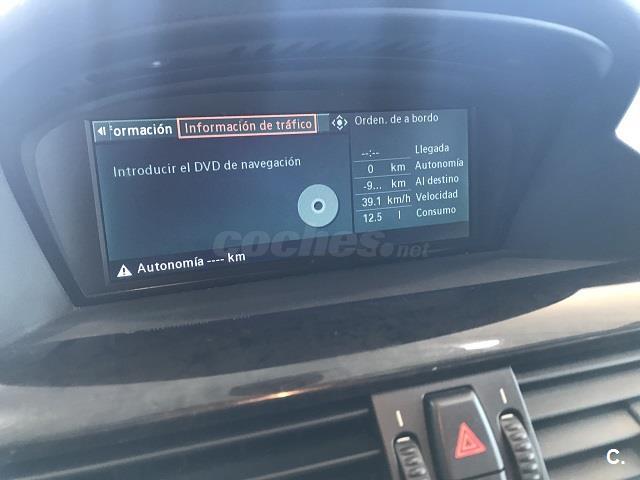 formación Información de tráfico
Orden. de a bordo
Introducir el DVD de navegación
--:-- Llegada
0 km Autonomía
-9... km Al destino
39.1 km/h Velocidad
12.5 l Consumo
coches.net
Autonomía ---- km
C.